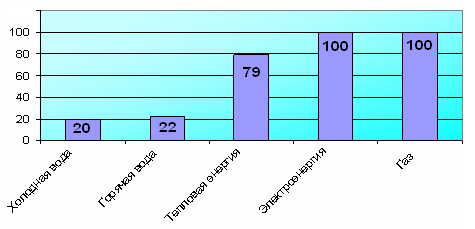 100
80
60
40
20
0
20
22
79
100
100
Холодная вода
Горячая вода
Тепловая энергия
Электроэнергия
Газ